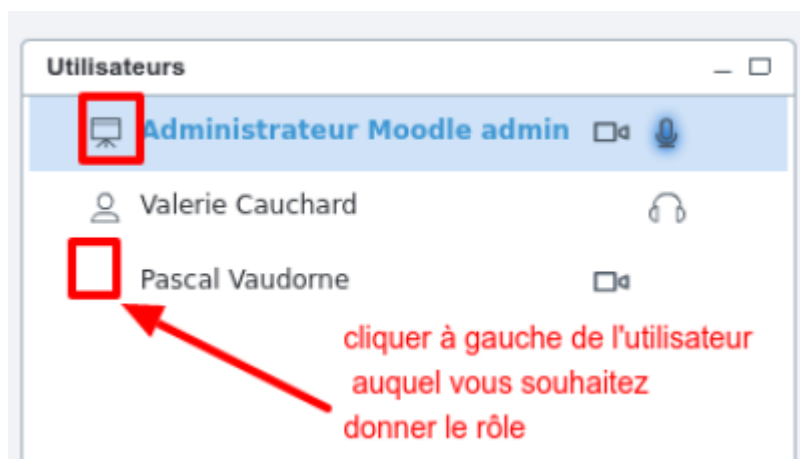 Utilisateurs
Administrateur Moodle admin
Valerie Cauchard
Pascal Vaudorne
cliquer à gauche de l'utilisateur
auquel vous souhaitez
donner le rôle